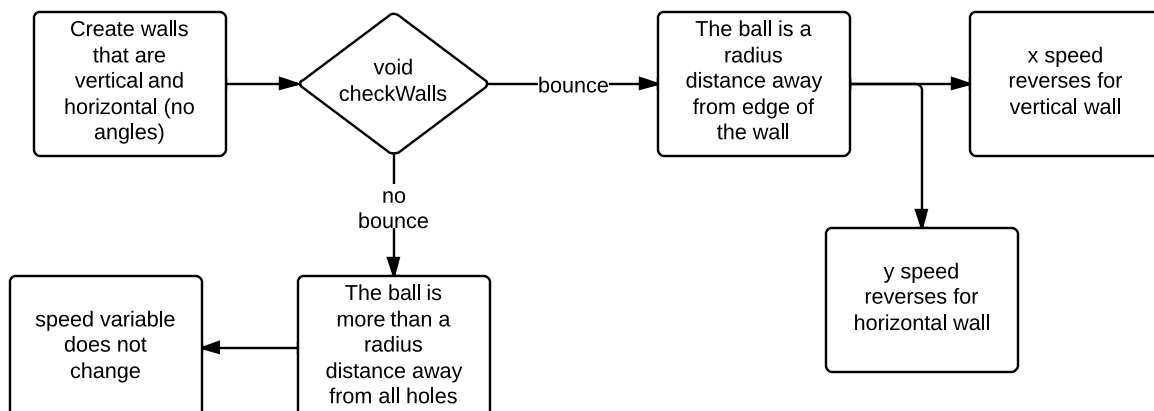 Create walls
that are
vertical and
horizontal (no
angles)
void
checkWalls
bounce
The ball is a
radius
distance away
from edge of
the wall
x speed
reverses for
vertical wall
no
bounce
y speed
reverses for
horizontal wall
The ball is
more than a
radius
distance away
from all holes
speed variable
does not
change